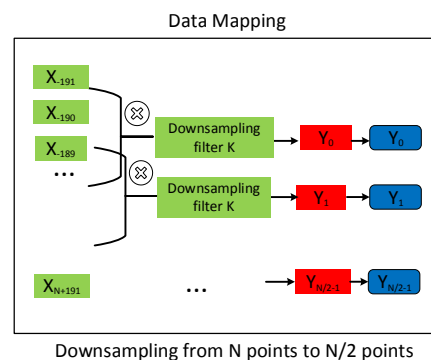 Data Mapping
X-191
X-190
X-189
...
Downsampling
filter K
Y0
Y0
Downsampling
filter K
Y1
Y1
XN+191
...
YN/2-1
YN/2-1
Downsampling from N points to N/2 points